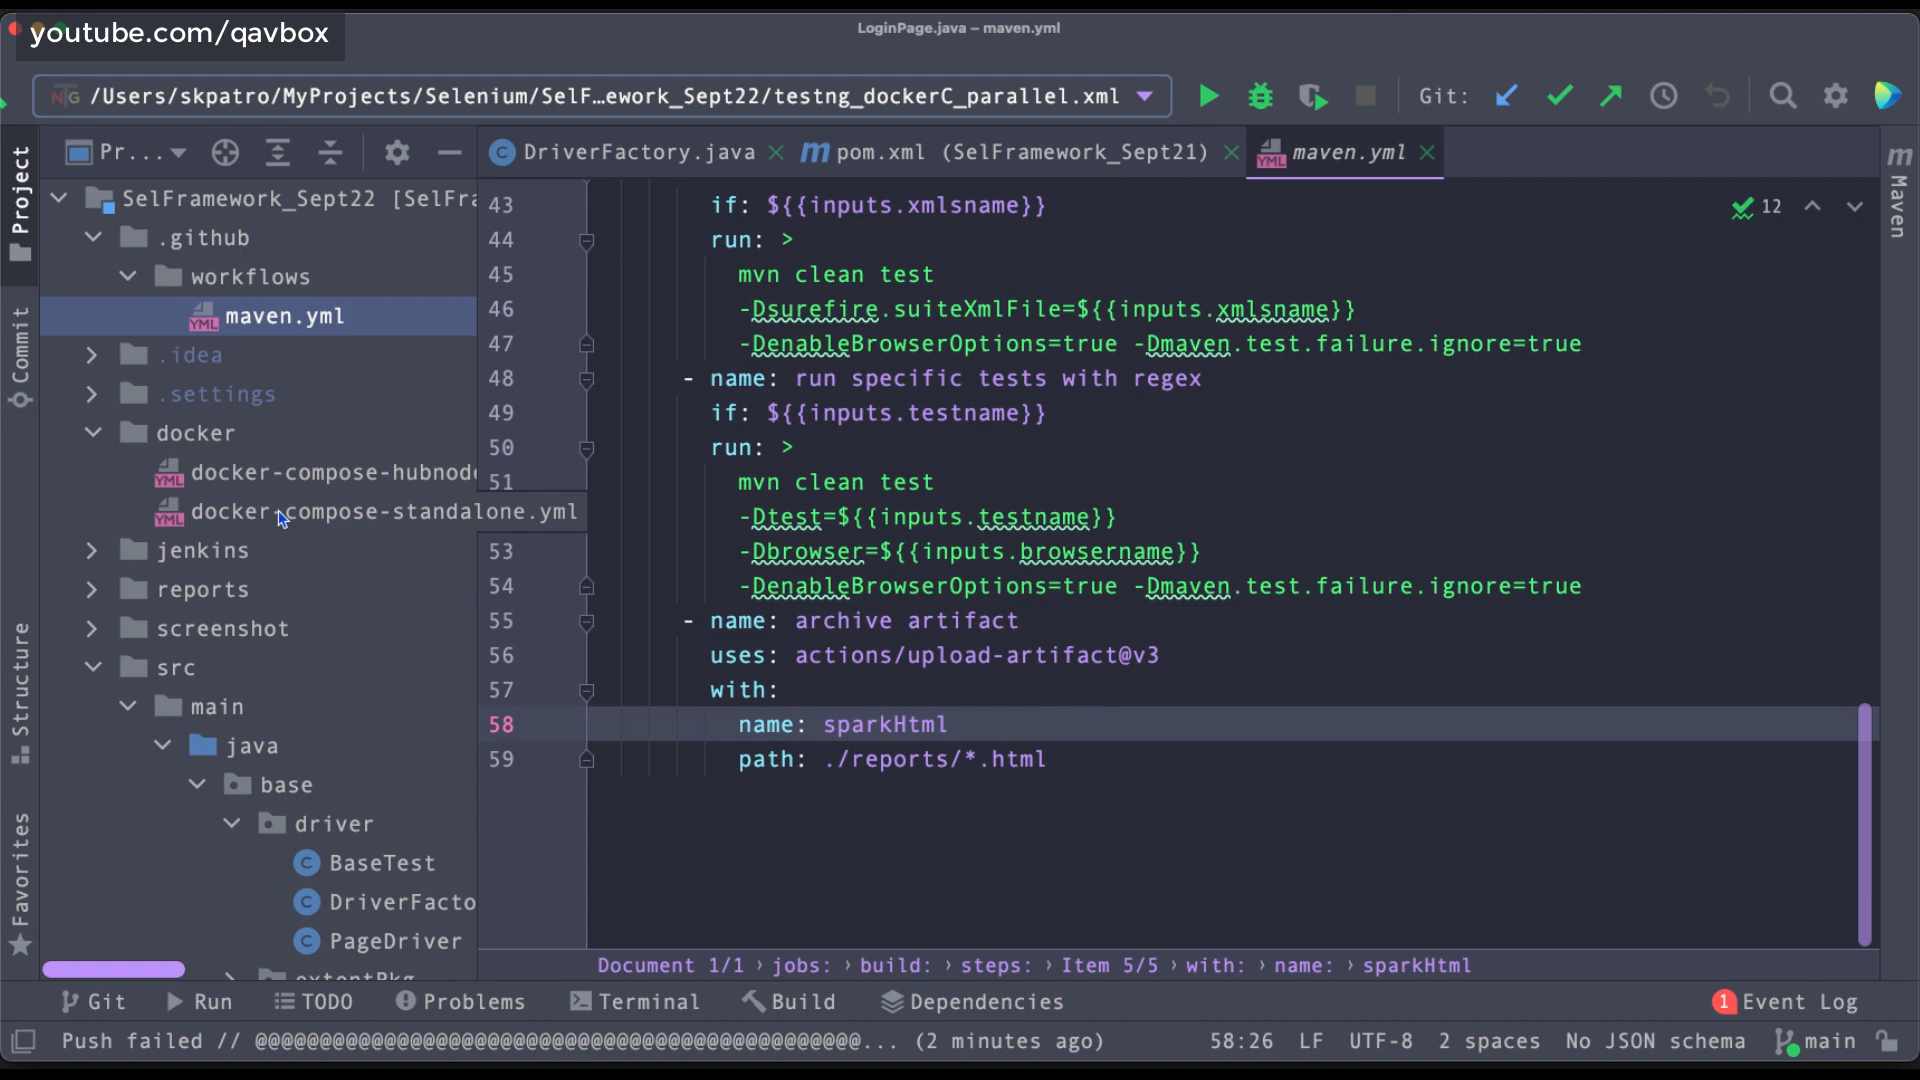 youtube.com/qavbox
LoginPage.java – maven.yml
NG /Users/skpatro/MyProjects/Selenium/SelF…ework_Sept22/testng_dockerC_parallel.xml
Git:
Pr...
DriverFactory.java
m pom.xml (SelFramework_Sept21)
YML maven.yml
Project
Commit
Structure
Favorites
m Maven
SelFramework_Sept22 [SelFra
.github
workflows
YML maven.yml
.idea
.settings
docker
YML docker-compose-hubnode
YML docker-compose-standalone.yml
jenkins
reports
screenshot
src
main
java
base
driver
C BaseTest
C DriverFacto
C PageDriver
extentPkg
12
43 if: ${{inputs.xmlsname}}
44 run: >
45 mvn clean test
46 -Dsurefire.suiteXmlFile=${{inputs.xmlsname}}
47 -DenableBrowserOptions=true -Dmaven.test.failure.ignore=true
48 - name: run specific tests with regex
49 if: ${{inputs.testname}}
50 run: >
51 mvn clean test
-Dtest=${{inputs.testname}}
53 -Dbrowser=${{inputs.browsername}}
54 -DenableBrowserOptions=true -Dmaven.test.failure.ignore=true
55 - name: archive artifact
56 uses: actions/upload-artifact@v3
57 with:
58 name: sparkHtml
59 path: ./reports/*.html
Document 1/1 › jobs: › build: › steps: › Item 5/5 › with: › name: › sparkHtml
Git Run TODO Problems Terminal Build Dependencies 1 Event Log
Push failed // @@@@@@@@@@@@@@@@@@@@@@@@@@@@@@@@@@@@@@@@@@@... (2 minutes ago) 58:26 LF UTF-8 2 spaces No JSON schema main